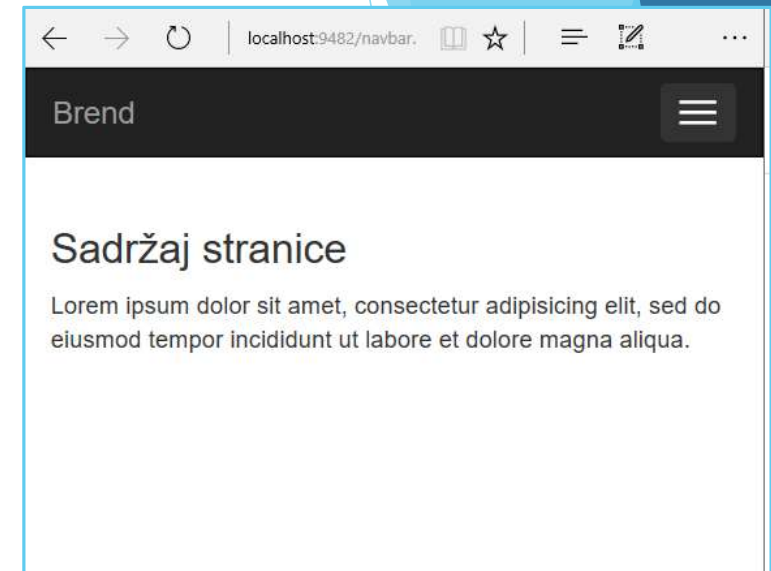 localhost:9482/navbar.
Brend
Sadržaj stranice
Lorem ipsum dolor sit amet, consectetur adipisicing elit, sed do
eiusmod tempor incididunt ut labore et dolore magna aliqua.